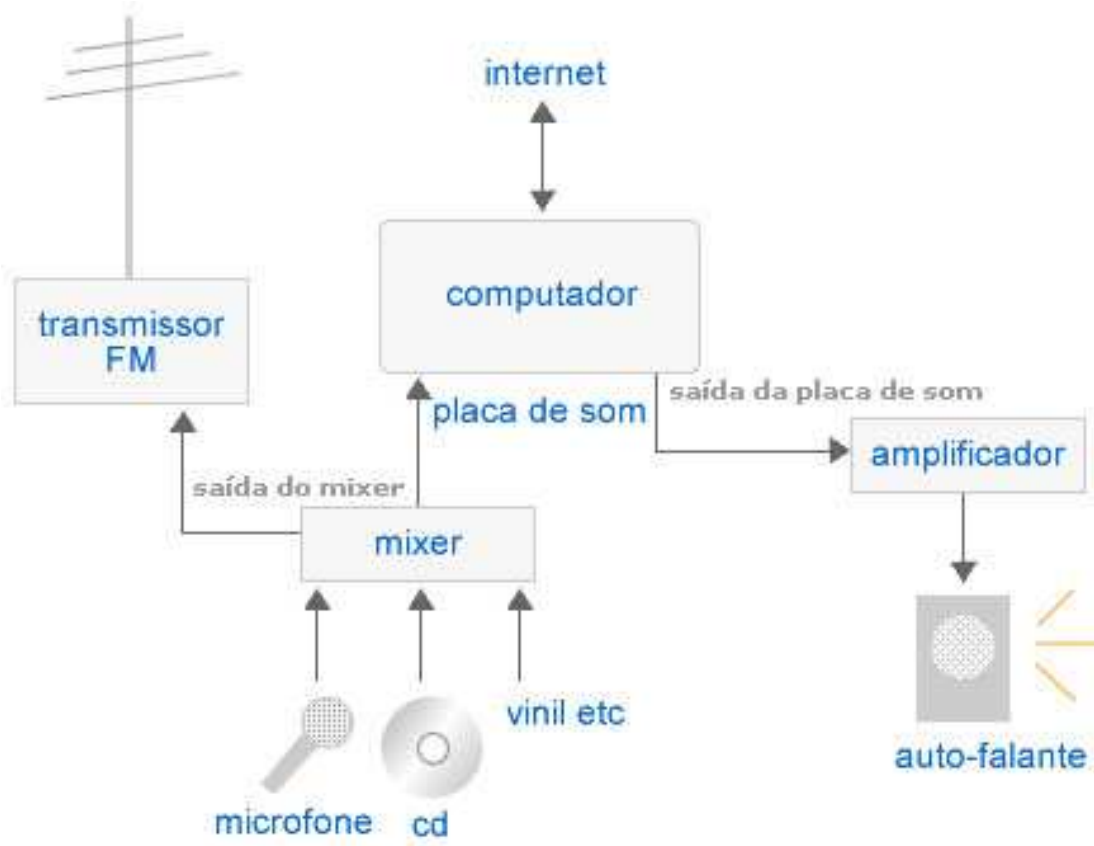 internet
computador
transmissor
FM
saída da placa de som
placa de som
amplificador
saída do mixer
mixer
vinil etc
auto-falante
microfone
cd